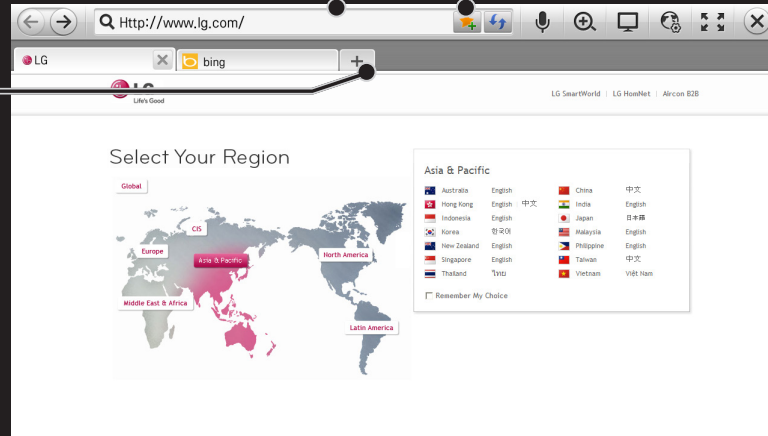 Http://www.lg.com/
LG
bing
LG
Life's Good
LG SmartWorld | LG HomNet | Aircon B2B
Select Your Region
Global
CIS
Europe
Asia & Pacific
North America
Middle East & Africa
Latin America
Asia & Pacific
Australia English China 中文
Hong Kong English | 中文 India English
Indonesia English Japan 日本語
Korea 한국어 Malaysia English
New Zealand English Philippine English
Singapore English Taiwan 中文
Thailand ไทย Vietnam Việt Nam
Remember My Choice